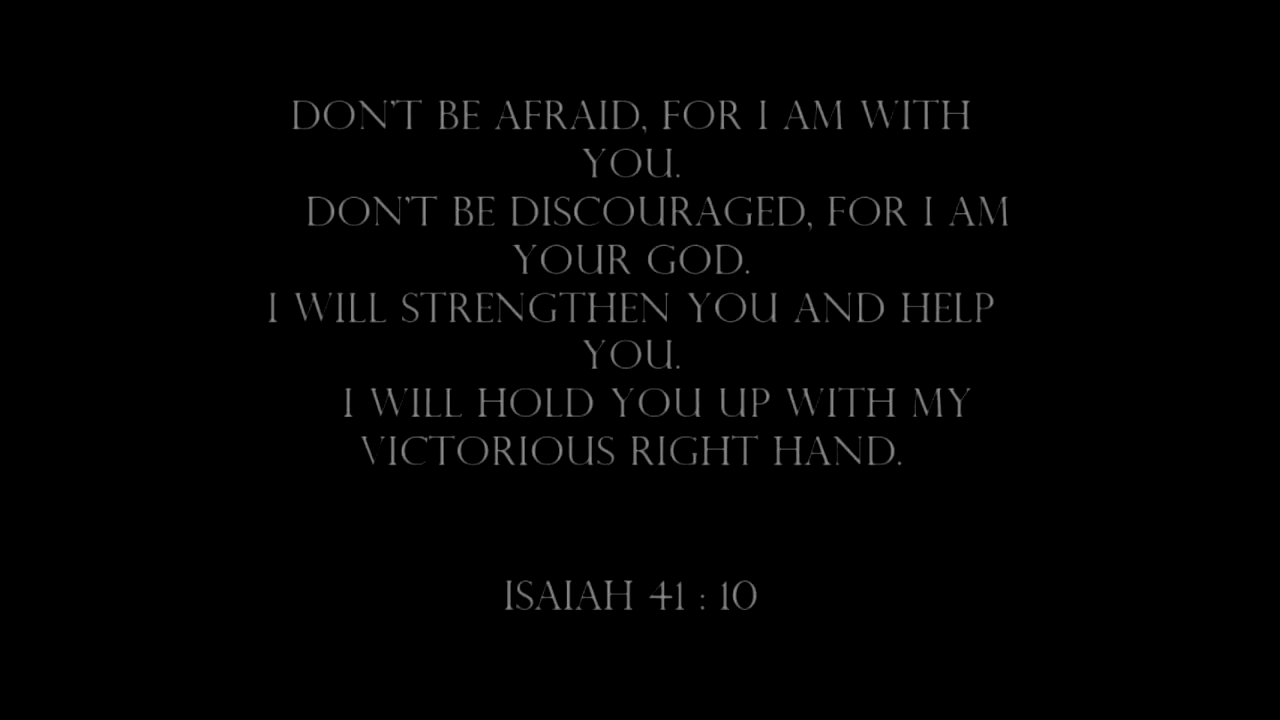 DON'T BE AFRAID, FOR I AM WITH
YOU.
DON'T BE DISCOURAGED, FOR I AM
YOUR GOD.
I WILL STRENGTHEN YOU AND HELP
YOU.
I WILL HOLD YOU UP WITH MY
VICTORIOUS RIGHT HAND.
ISAIAH 41 : 10